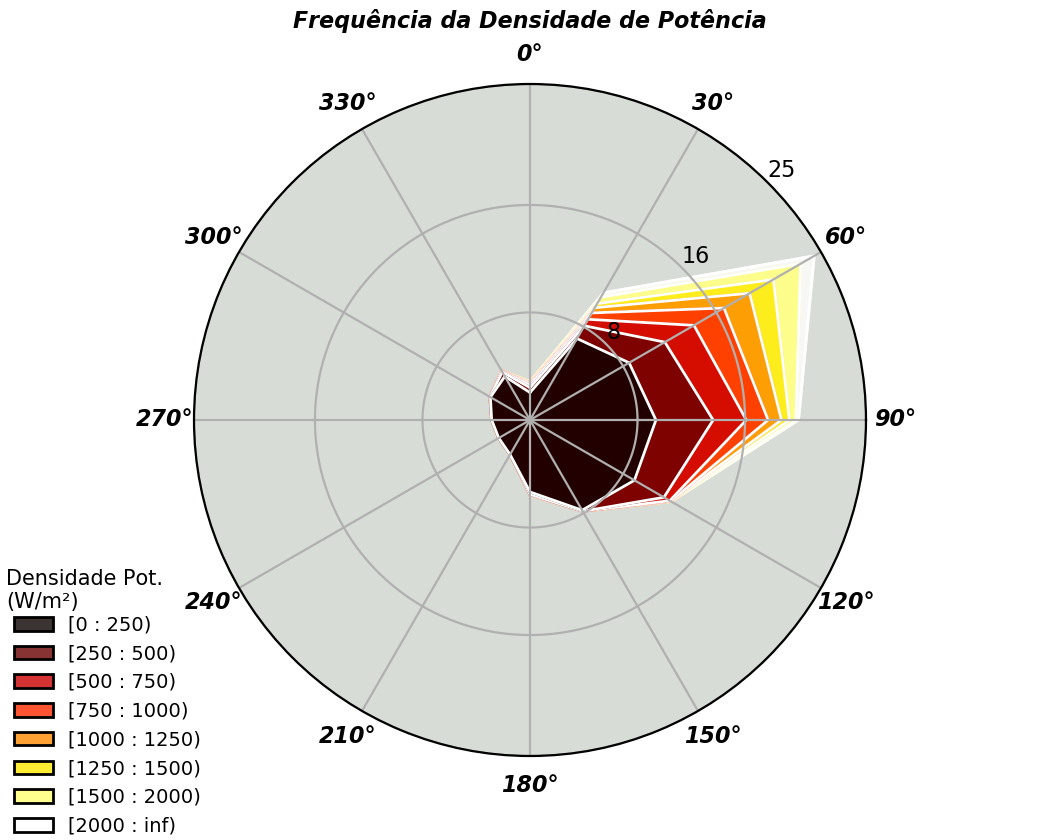 Frequência da Densidade de Potência
0°
330°
30°
25
300°
60°
16
8
270°
90°
240°
120°
210°
150°
180°
Densidade Pot.
(W/m²)
[0 : 250)
[250 : 500)
[500 : 750)
[750 : 1000)
[1000 : 1250)
[1250 : 1500)
[1500 : 2000)
[2000 : inf)